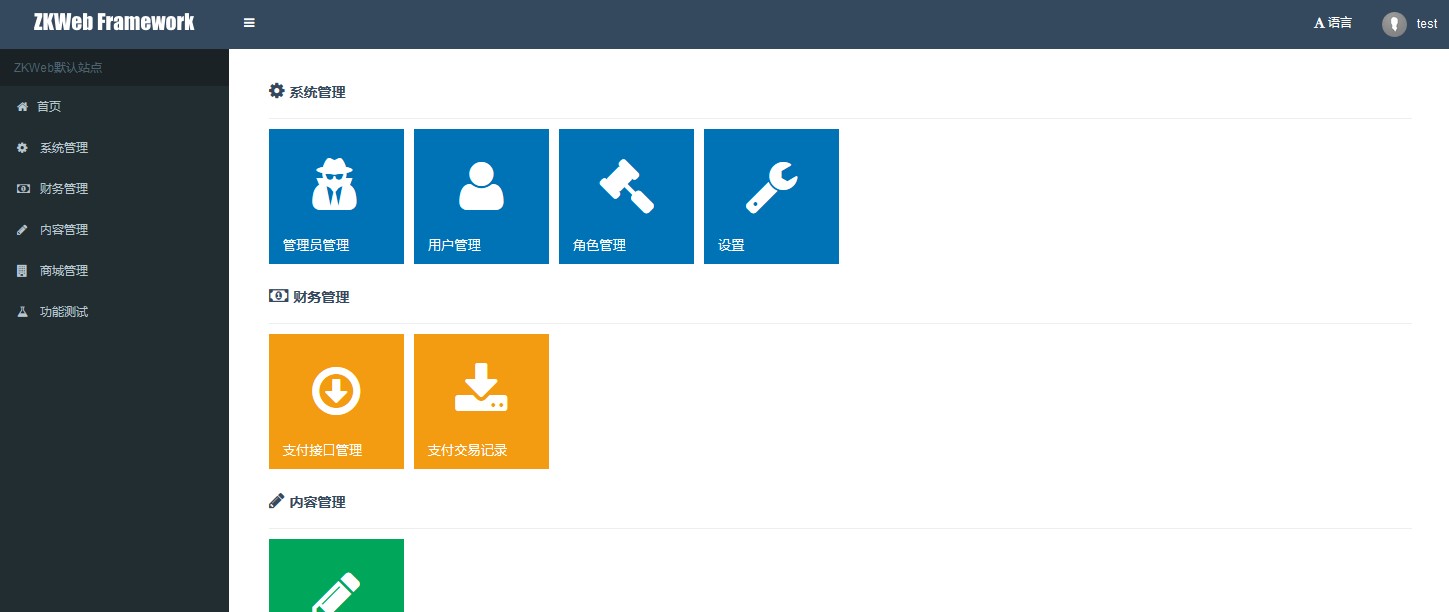 ZKWeb Framework
A 语言
test
ZKWeb默认站点
首页
系统管理
财务管理
内容管理
商城管理
功能测试
系统管理
管理员管理
用户管理
角色管理
设置
财务管理
支付接口管理
支付交易记录
内容管理